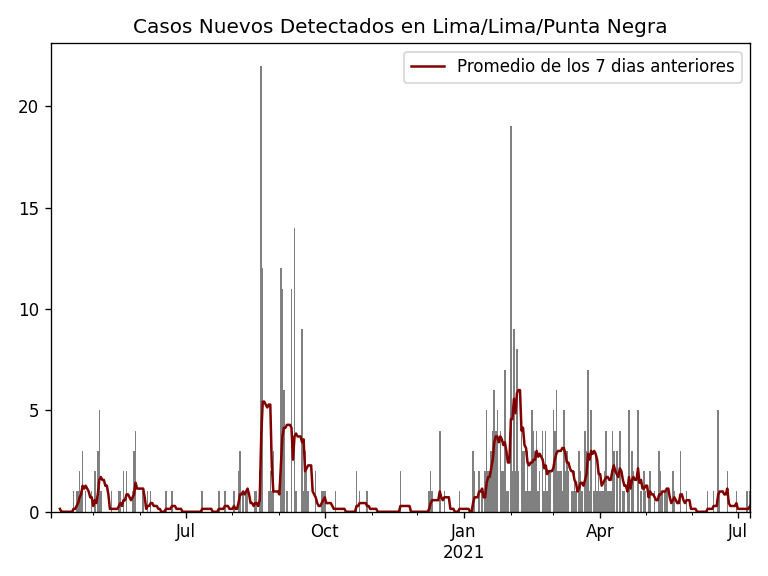 Casos Nuevos Detectados en Lima/Lima/Punta Negra
Promedio de los 7 dias anteriores
20
15
10
5
0
Jul
Oct
Jan
2021
Apr
Jul